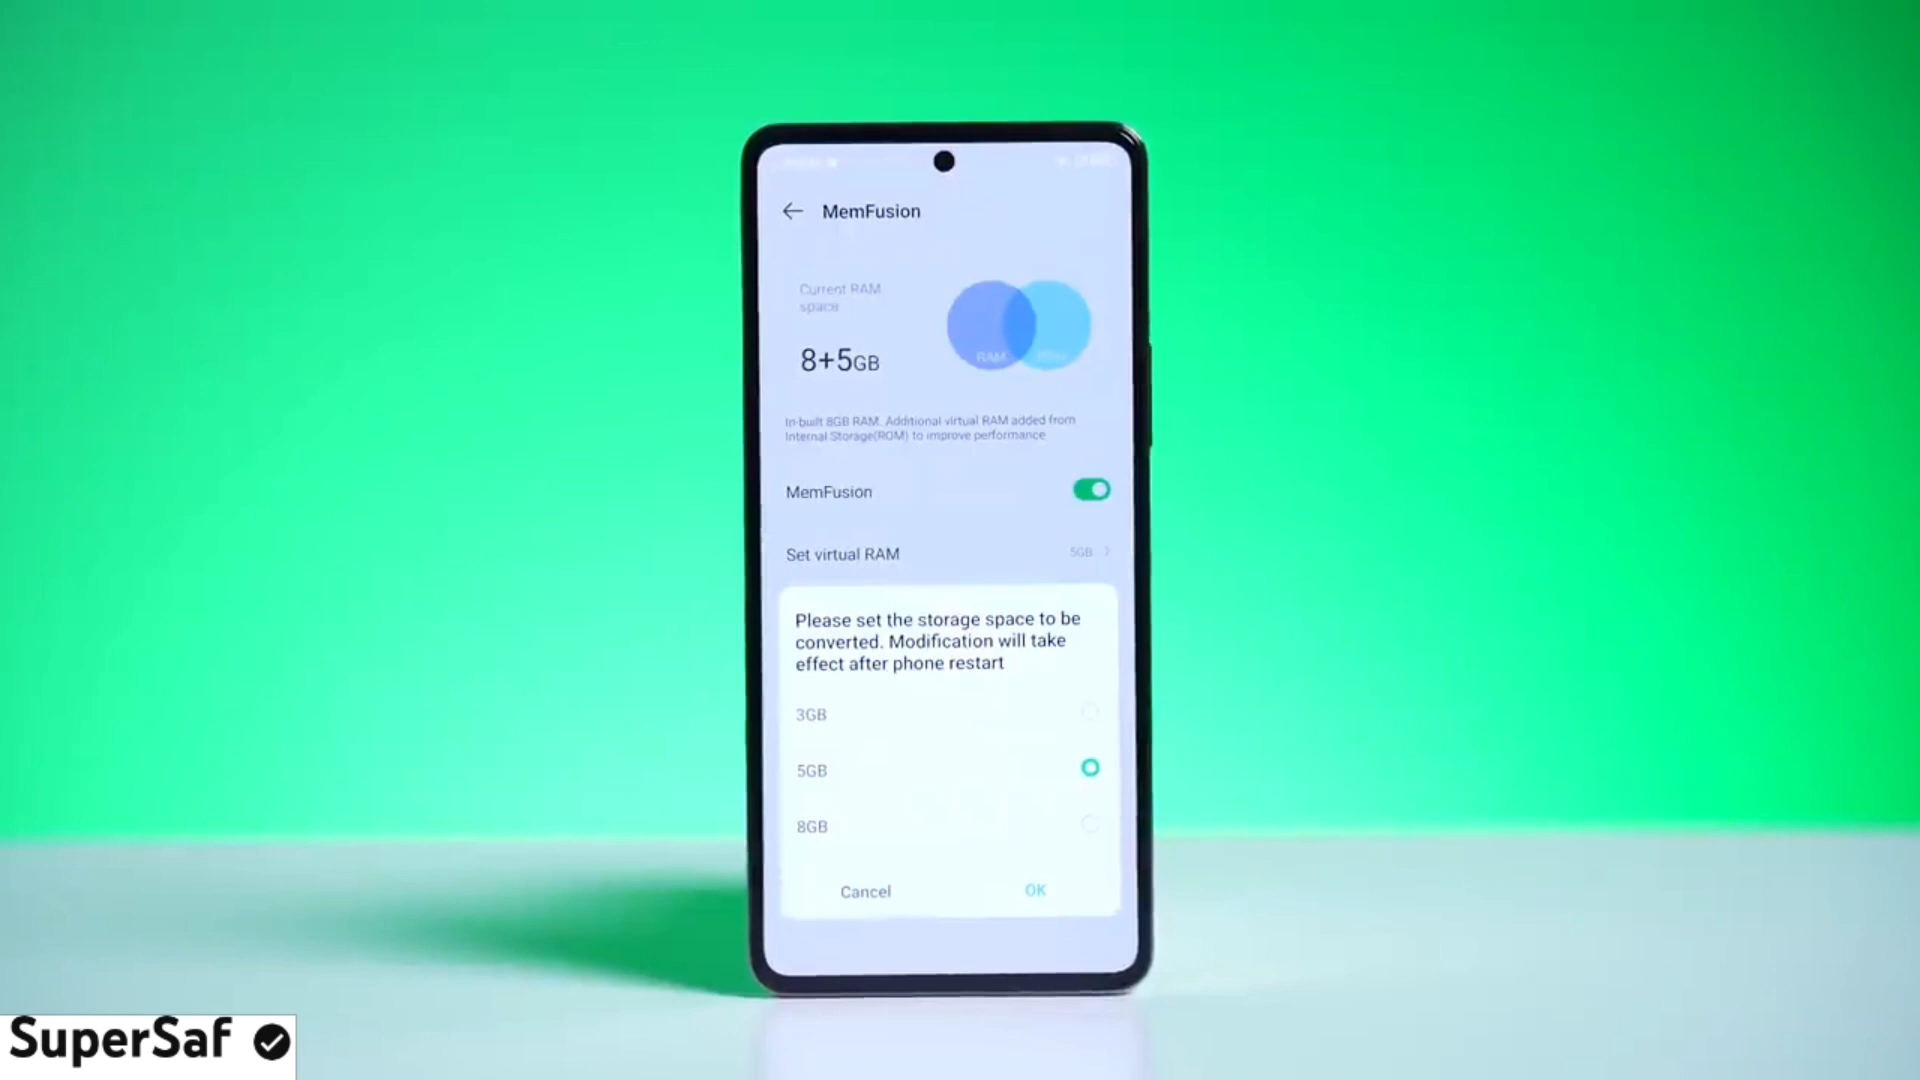 MemFusion
Current RAM
space
8+5GB
RAM
In-built 8GB RAM. Additional virtual RAM added from
Internal Storage(ROM) to improve performance
MemFusion
Set virtual RAM
5GB
Please set the storage space to be
converted. Modification will take
effect after phone restart
3GB
5GB
8GB
Cancel
OK
SuperSaf